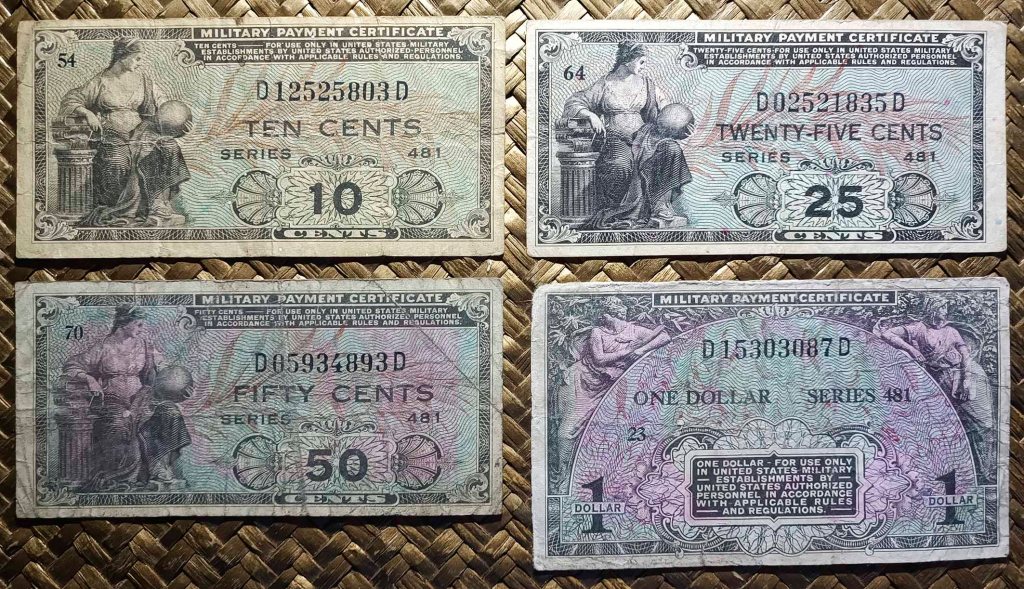 MILITARY PAYMENT CERTIFICATE
TEN CENTS — FOR USE ONLY IN UNITED STATES MILITARY
ESTABLISHMENTS BY UNITED STATES AUTHORIZED PERSONNEL
IN ACCORDANCE WITH APPLICABLE RULES AND REGULATIONS.
54
D12525803D
TEN CENTS
SERIES 481
10
CENTS
MILITARY PAYMENT CERTIFICATE
TWENTY-FIVE CENTS-FOR USE ONLY IN UNITED STATES MILITARY
ESTABLISHMENTS BY UNITED STATES AUTHORIZED PERSONNEL
IN ACCORDANCE WITH APPLICABLE RULES AND REGULATIONS.
64
D02521835D
TWENTY-FIVE CENTS
SERIES 481
25
CENTS
MILITARY PAYMENT CERTIFICATE
FIFTY CENTS — FOR USE ONLY IN UNITED STATES MILITARY
ESTABLISHMENTS BY UNITED STATES AUTHORIZED PERSONNEL
IN ACCORDANCE WITH APPLICABLE RULES AND REGULATIONS.
70
D05934893D
FIFTY CENTS
SERIES 481
50
CENTS
MILITARY PAYMENT CERTIFICATE
D15303087D
ONE DOLLAR SERIES 481
23
ONE DOLLAR - FOR USE ONLY
IN UNITED STATES MILITARY
— ESTABLISHMENTS BY —
UNITED STATES AUTHORIZED
PERSONNEL IN ACCORDANCE
WITH APPLICABLE RULES
AND REGULATIONS.
1 DOLLAR
1 DOLLAR